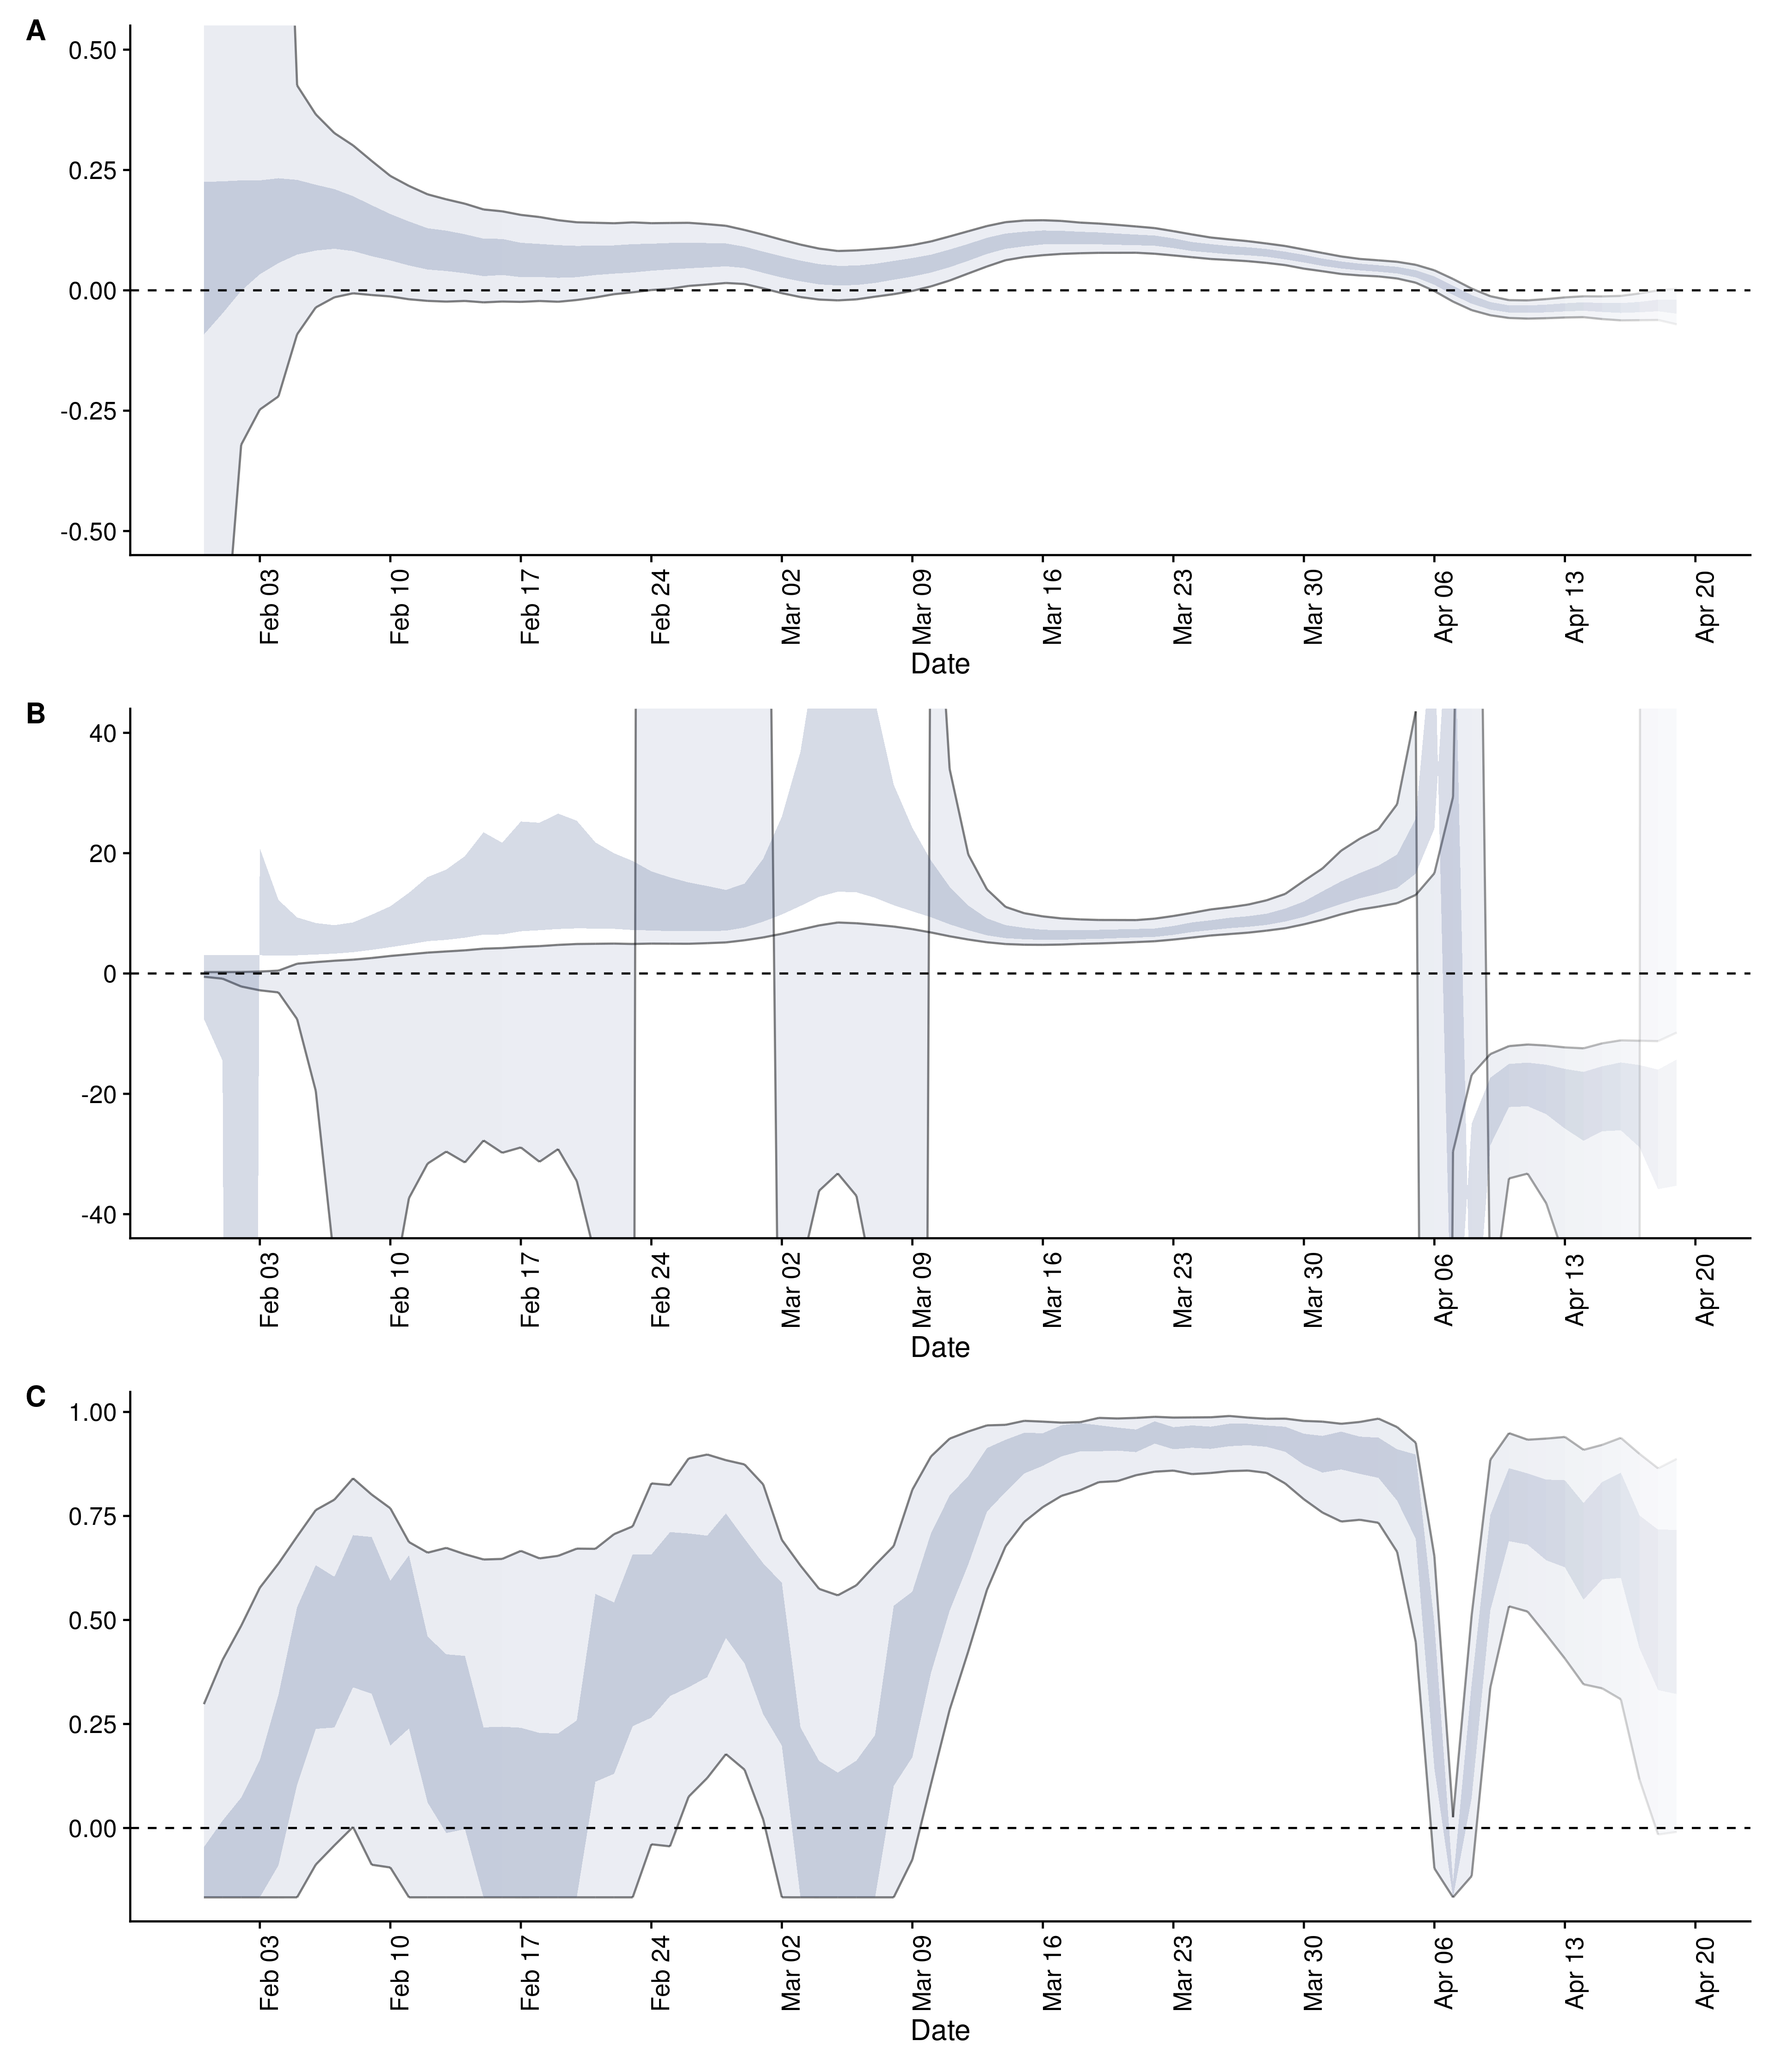 A
0.50
0.25
0.00
-0.25
-0.50
Feb 03
Feb 10
Feb 17
Feb 24
Mar 02
Mar 09
Mar 16
Mar 23
Mar 30
Apr 06
Apr 13
Apr 20
Date
B
40
20
0
-20
-40
Feb 03
Feb 10
Feb 17
Feb 24
Mar 02
Mar 09
Mar 16
Mar 23
Mar 30
Apr 06
Apr 13
Apr 20
Date
C
1.00
0.75
0.50
0.25
0.00
Feb 03
Feb 10
Feb 17
Feb 24
Mar 02
Mar 09
Mar 16
Mar 23
Mar 30
Apr 06
Apr 13
Apr 20
Date